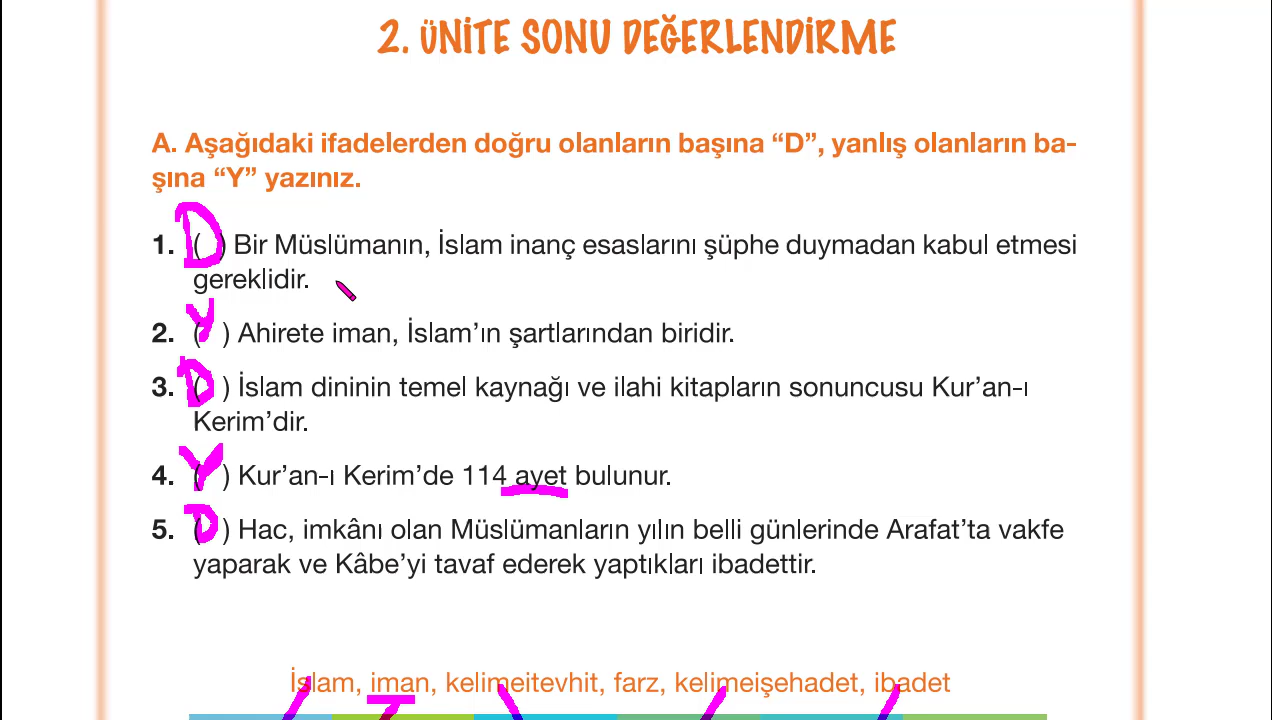 2. ÜNİTE SONU DEĞERLENDİRME
A. Aşağıdaki ifadelerden doğru olanların başına “D”, yanlış olanların ba-
şına “Y” yazınız.
1. D ( ) Bir Müslümanın, İslam inanç esaslarını şüphe duymadan kabul etmesi
gereklidir.
2. Y ( ) Ahirete iman, İslam’ın şartlarından biridir.
3. D ( ) İslam dininin temel kaynağı ve ilahi kitapların sonuncusu Kur’an-ı
Kerim’dir.
4. Y ( ) Kur’an-ı Kerim’de 114 ayet bulunur.
5. D ( ) Hac, imkânı olan Müslümanların yılın belli günlerinde Arafat’ta vakfe
yaparak ve Kâbe’yi tavaf ederek yaptıkları ibadettir.
İslam, iman, kelimeitevhit, farz, kelimeişehadet, ibadet